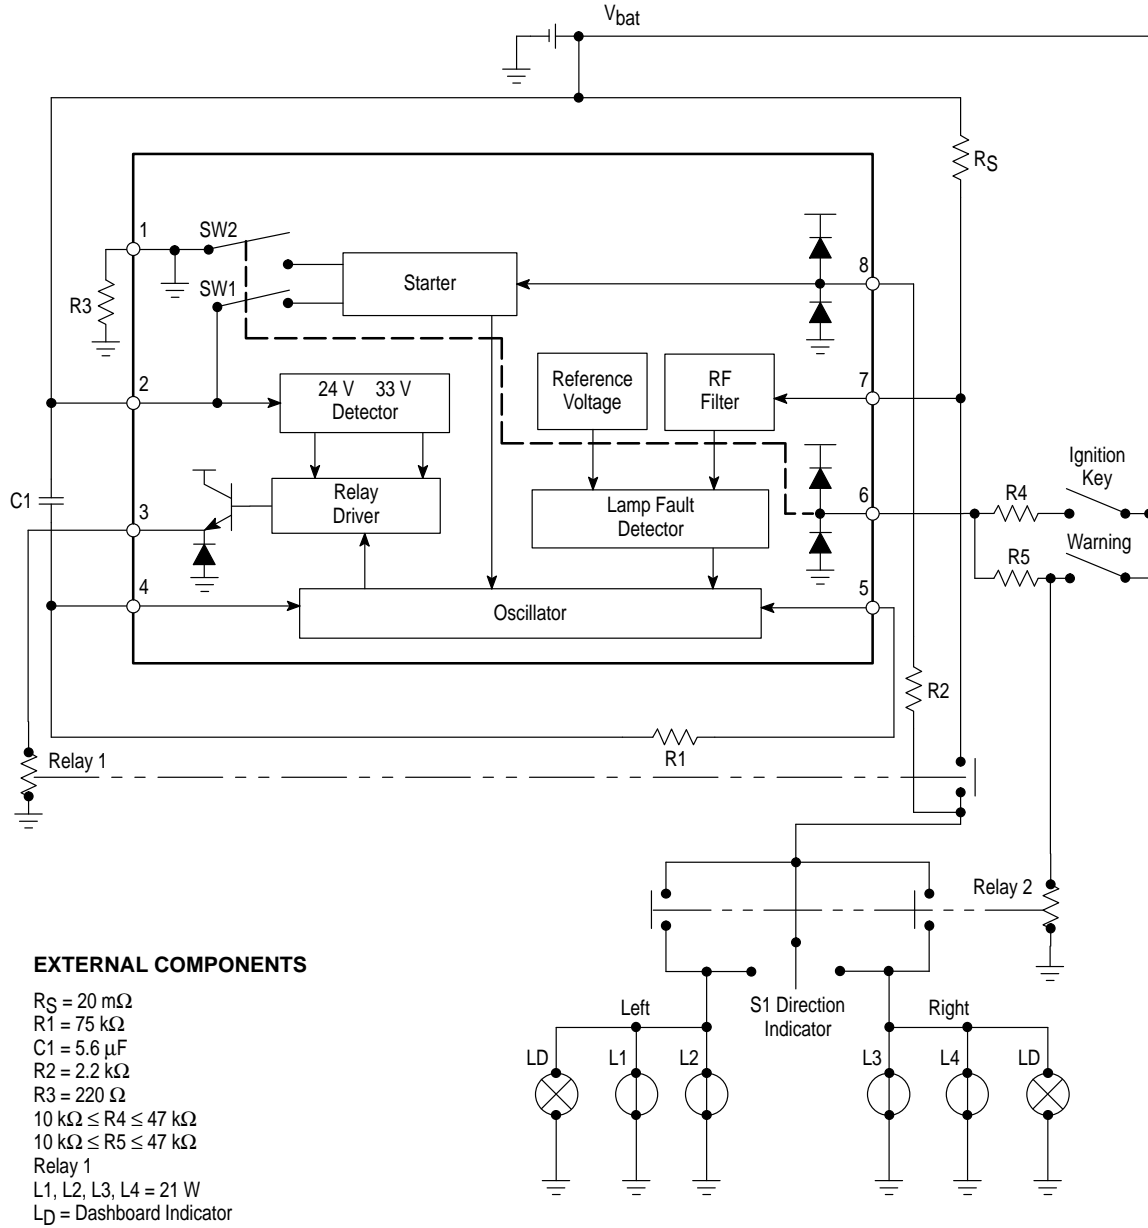 Vbat
RS
1
SW2
8
R3
SW1
Starter
2
24 V 33 V
Detector
Reference
Voltage
RF
Filter
7
C1
3
Relay
Driver
Lamp Fault
Detector
6
R4
Ignition
Key
R5
Warning
4
Oscillator
5
R2
Relay 1
R1
Relay 2
EXTERNAL COMPONENTS
RS = 20 mΩ
R1 = 75 kΩ
C1 = 5.6 µF
R2 = 2.2 kΩ
R3 = 220 Ω
10 kΩ ≤ R4 ≤ 47 kΩ
10 kΩ ≤ R5 ≤ 47 kΩ
Relay 1
L1, L2, L3, L4 = 21 W
LD = Dashboard Indicator
S1 Direction
Indicator
Left
Right
LD
L1
L2
L3
L4
LD